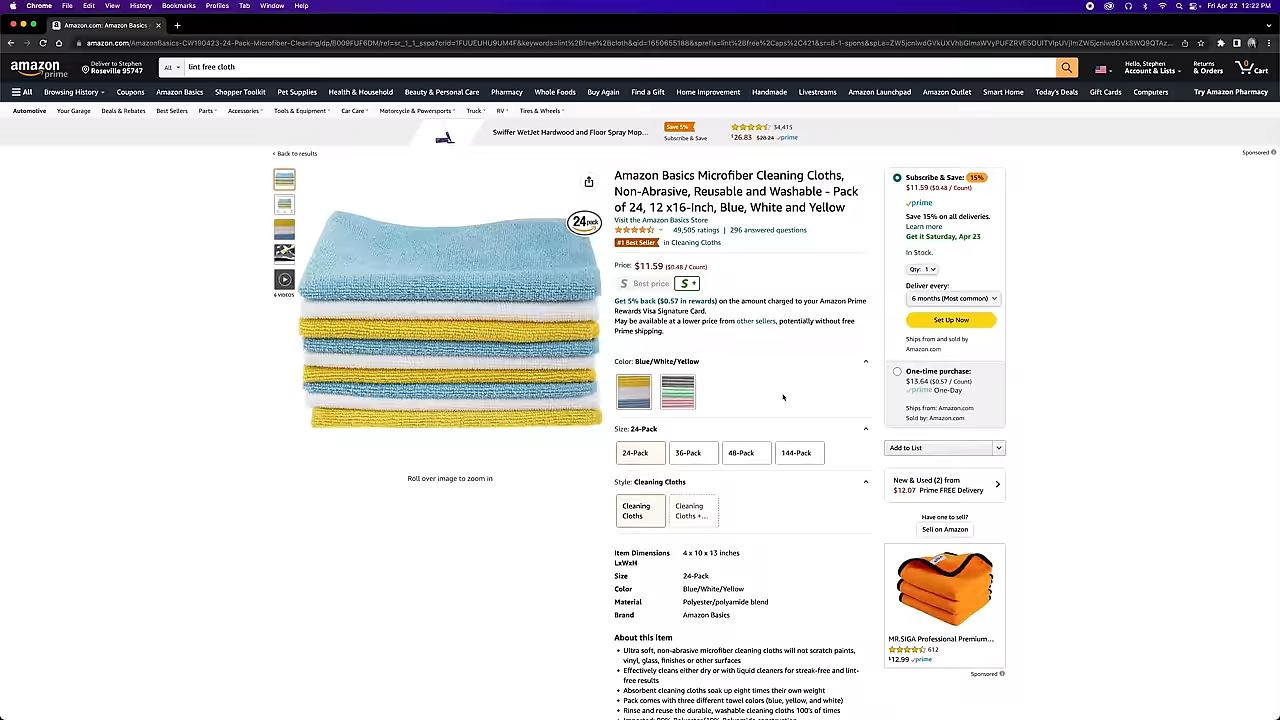 Chrome File Edit View History Bookmarks Profiles Tab Window Help Fri Apr 22 12:22 PM
Amazon.com: Amazon Basics
amazon.com/AmazonBasics-CW190423-24-Pack-Microfiber-Cleaning/dp/B009FUF6DM/ref=sr_1_1_sspa?
amazon prime
Deliver to Stephen
Roseville 95747
All lint free cloth
Hello, Stephen
Account & Lists
Returns
& Orders
Cart
All Browsing History Coupons Amazon Basics Shopper Toolkit Pet Supplies Health & Household Beauty & Personal Care Pharmacy Whole Foods Buy Again Find a Gift Home Improvement Handmade Livestreams Amazon Launchpad Amazon Outlet Smart Home Today's Deals Gift Cards Computers Try Amazon Pharmacy
Automotive Your Garage Deals & Rebates Best Sellers Parts Accessories Tools & Equipment Car Care Motorcycle & Powersports Truck RV Tires & Wheels
Swiffer WetJet Hardwood and Floor Spray Mop...
Save 5%
Subscribe & Save
34,415
$26.83 $28.24 prime
Sponsored
‹ Back to results
24 pack
6 VIDEOS
Roll over image to zoom in
Amazon Basics Microfiber Cleaning Cloths,
Non-Abrasive, Reusable and Washable - Pack
of 24, 12 x16-Inch, Blue, White and Yellow
Visit the Amazon Basics Store
49,505 ratings | 296 answered questions
#1 Best Seller in Cleaning Cloths
Price: $11.59 ($0.48 / Count)
S Best price S +
Get 5% back ($0.57 in rewards) on the amount charged to your Amazon Prime
Rewards Visa Signature Card.
May be available at a lower price from other sellers, potentially without free
Prime shipping.
Color: Blue/White/Yellow
Size: 24-Pack
24-Pack 36-Pack 48-Pack 144-Pack
Style: Cleaning Cloths
Cleaning
Cloths
Cleaning
Cloths +...
Item Dimensions 4 x 10 x 13 inches
LxWxH
Size 24-Pack
Color Blue/White/Yellow
Material Polyester/polyamide blend
Brand Amazon Basics
About this item
• Ultra soft, non-abrasive microfiber cleaning cloths will not scratch paints,
vinyl, glass, finishes or other surfaces
• Effectively cleans either dry or with liquid cleaners for streak-free and lint-
free results
• Absorbent cleaning cloths soak up eight times their own weight
• Pack comes with three different towel colors (blue, yellow, and white)
• Rinse and reuse the durable, washable cleaning cloths 100's of times
Subscribe & Save: 15%
$11.59 ($0.48 / Count)
prime
Save 15% on all deliveries.
Learn more
Get it Saturday, Apr 23
In Stock.
Qty: 1
Deliver every:
6 months (Most common)
Set Up Now
Ships from and sold by
Amazon.com
One-time purchase:
$13.64 ($0.57 / Count)
prime One-Day
Ships from: Amazon.com
Sold by: Amazon.com
Add to List
New & Used (2) from
$12.07 Prime FREE Delivery
Have one to sell?
Sell on Amazon
MR.SIGA Professional Premium...
612
$12.99 prime
Sponsored